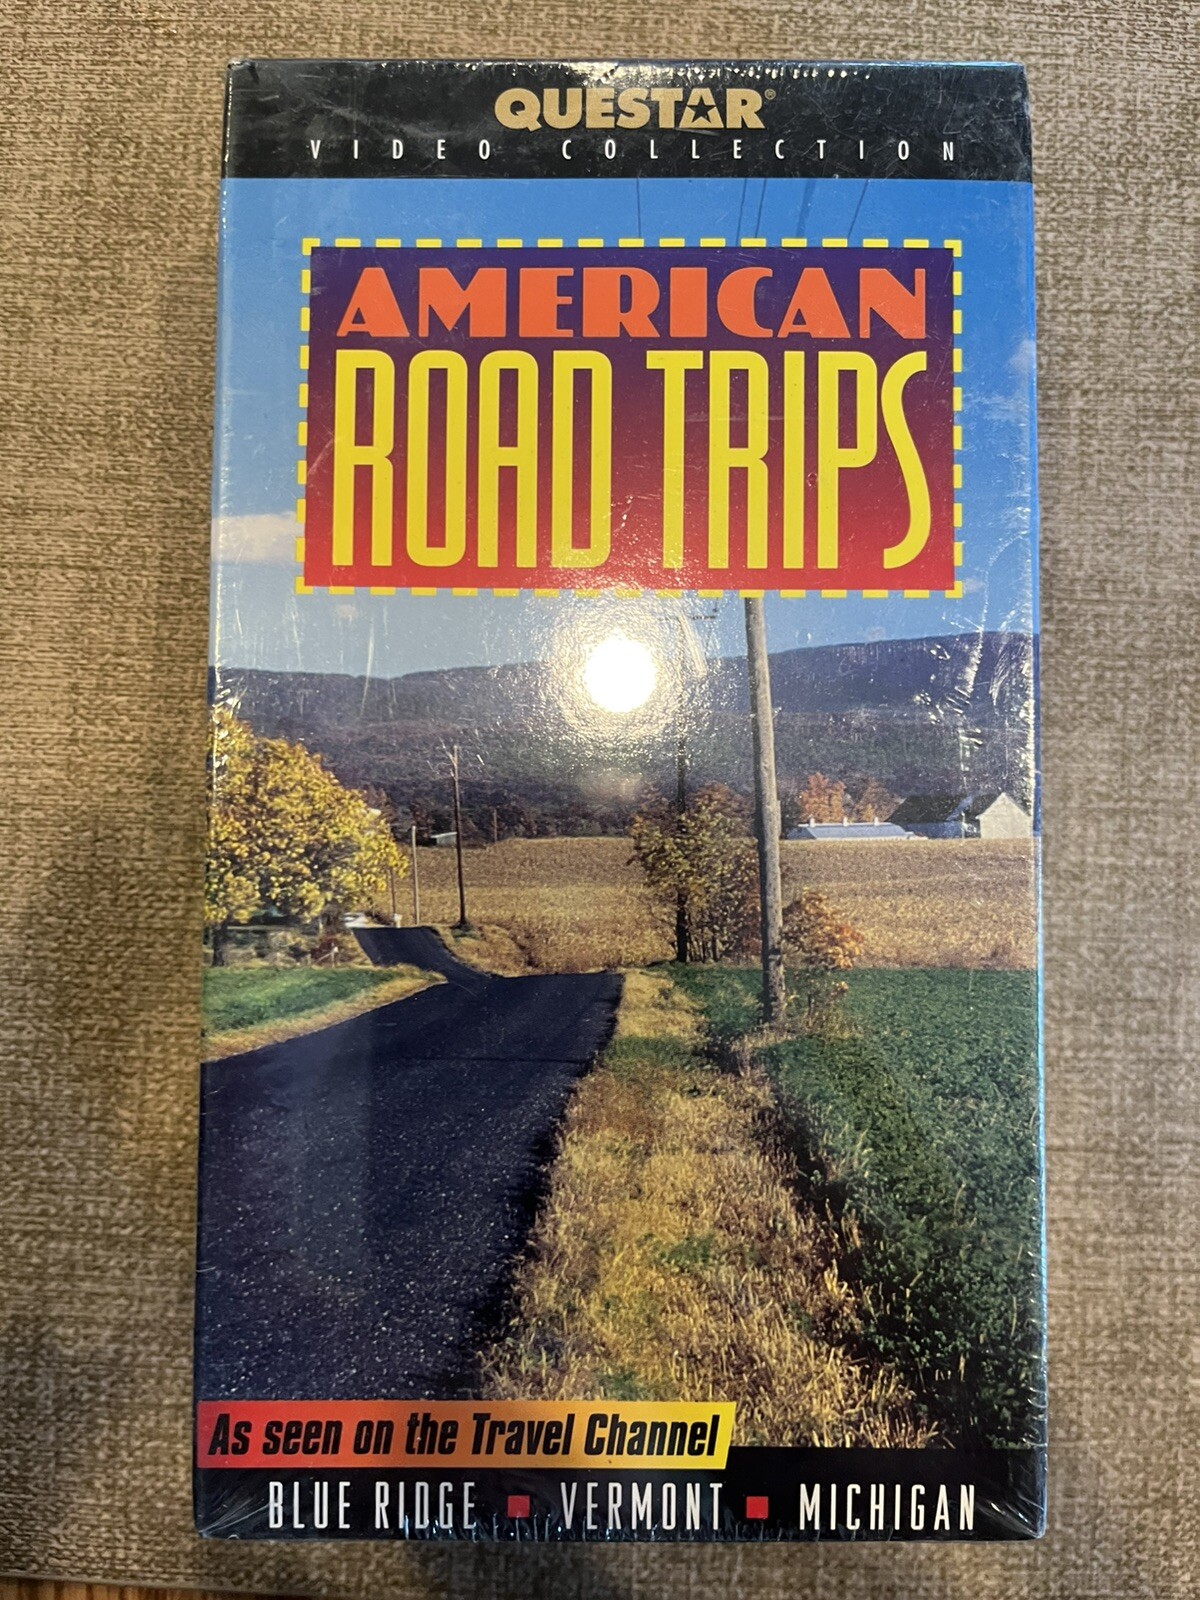 QUESTAR®
VIDEO COLLECTION
AMERICAN
ROAD TRIPS
As seen on the Travel Channel
BLUE RIDGE ■ VERMONT ■ MICHIGAN